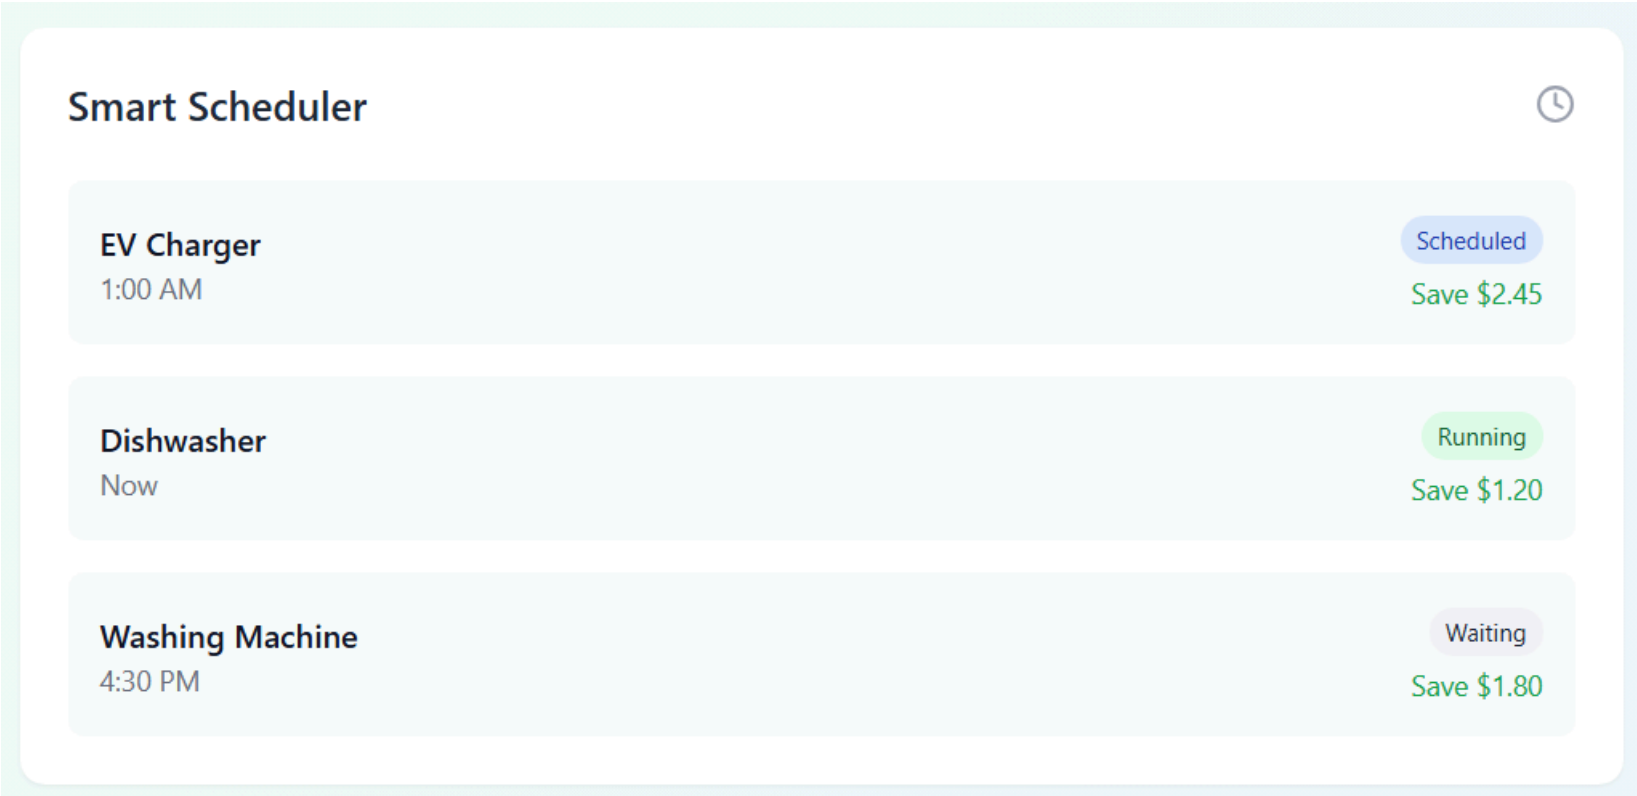 Smart Scheduler
EV Charger
1:00 AM
Scheduled
Save $2.45
Dishwasher
Now
Running
Save $1.20
Washing Machine
4:30 PM
Waiting
Save $1.80